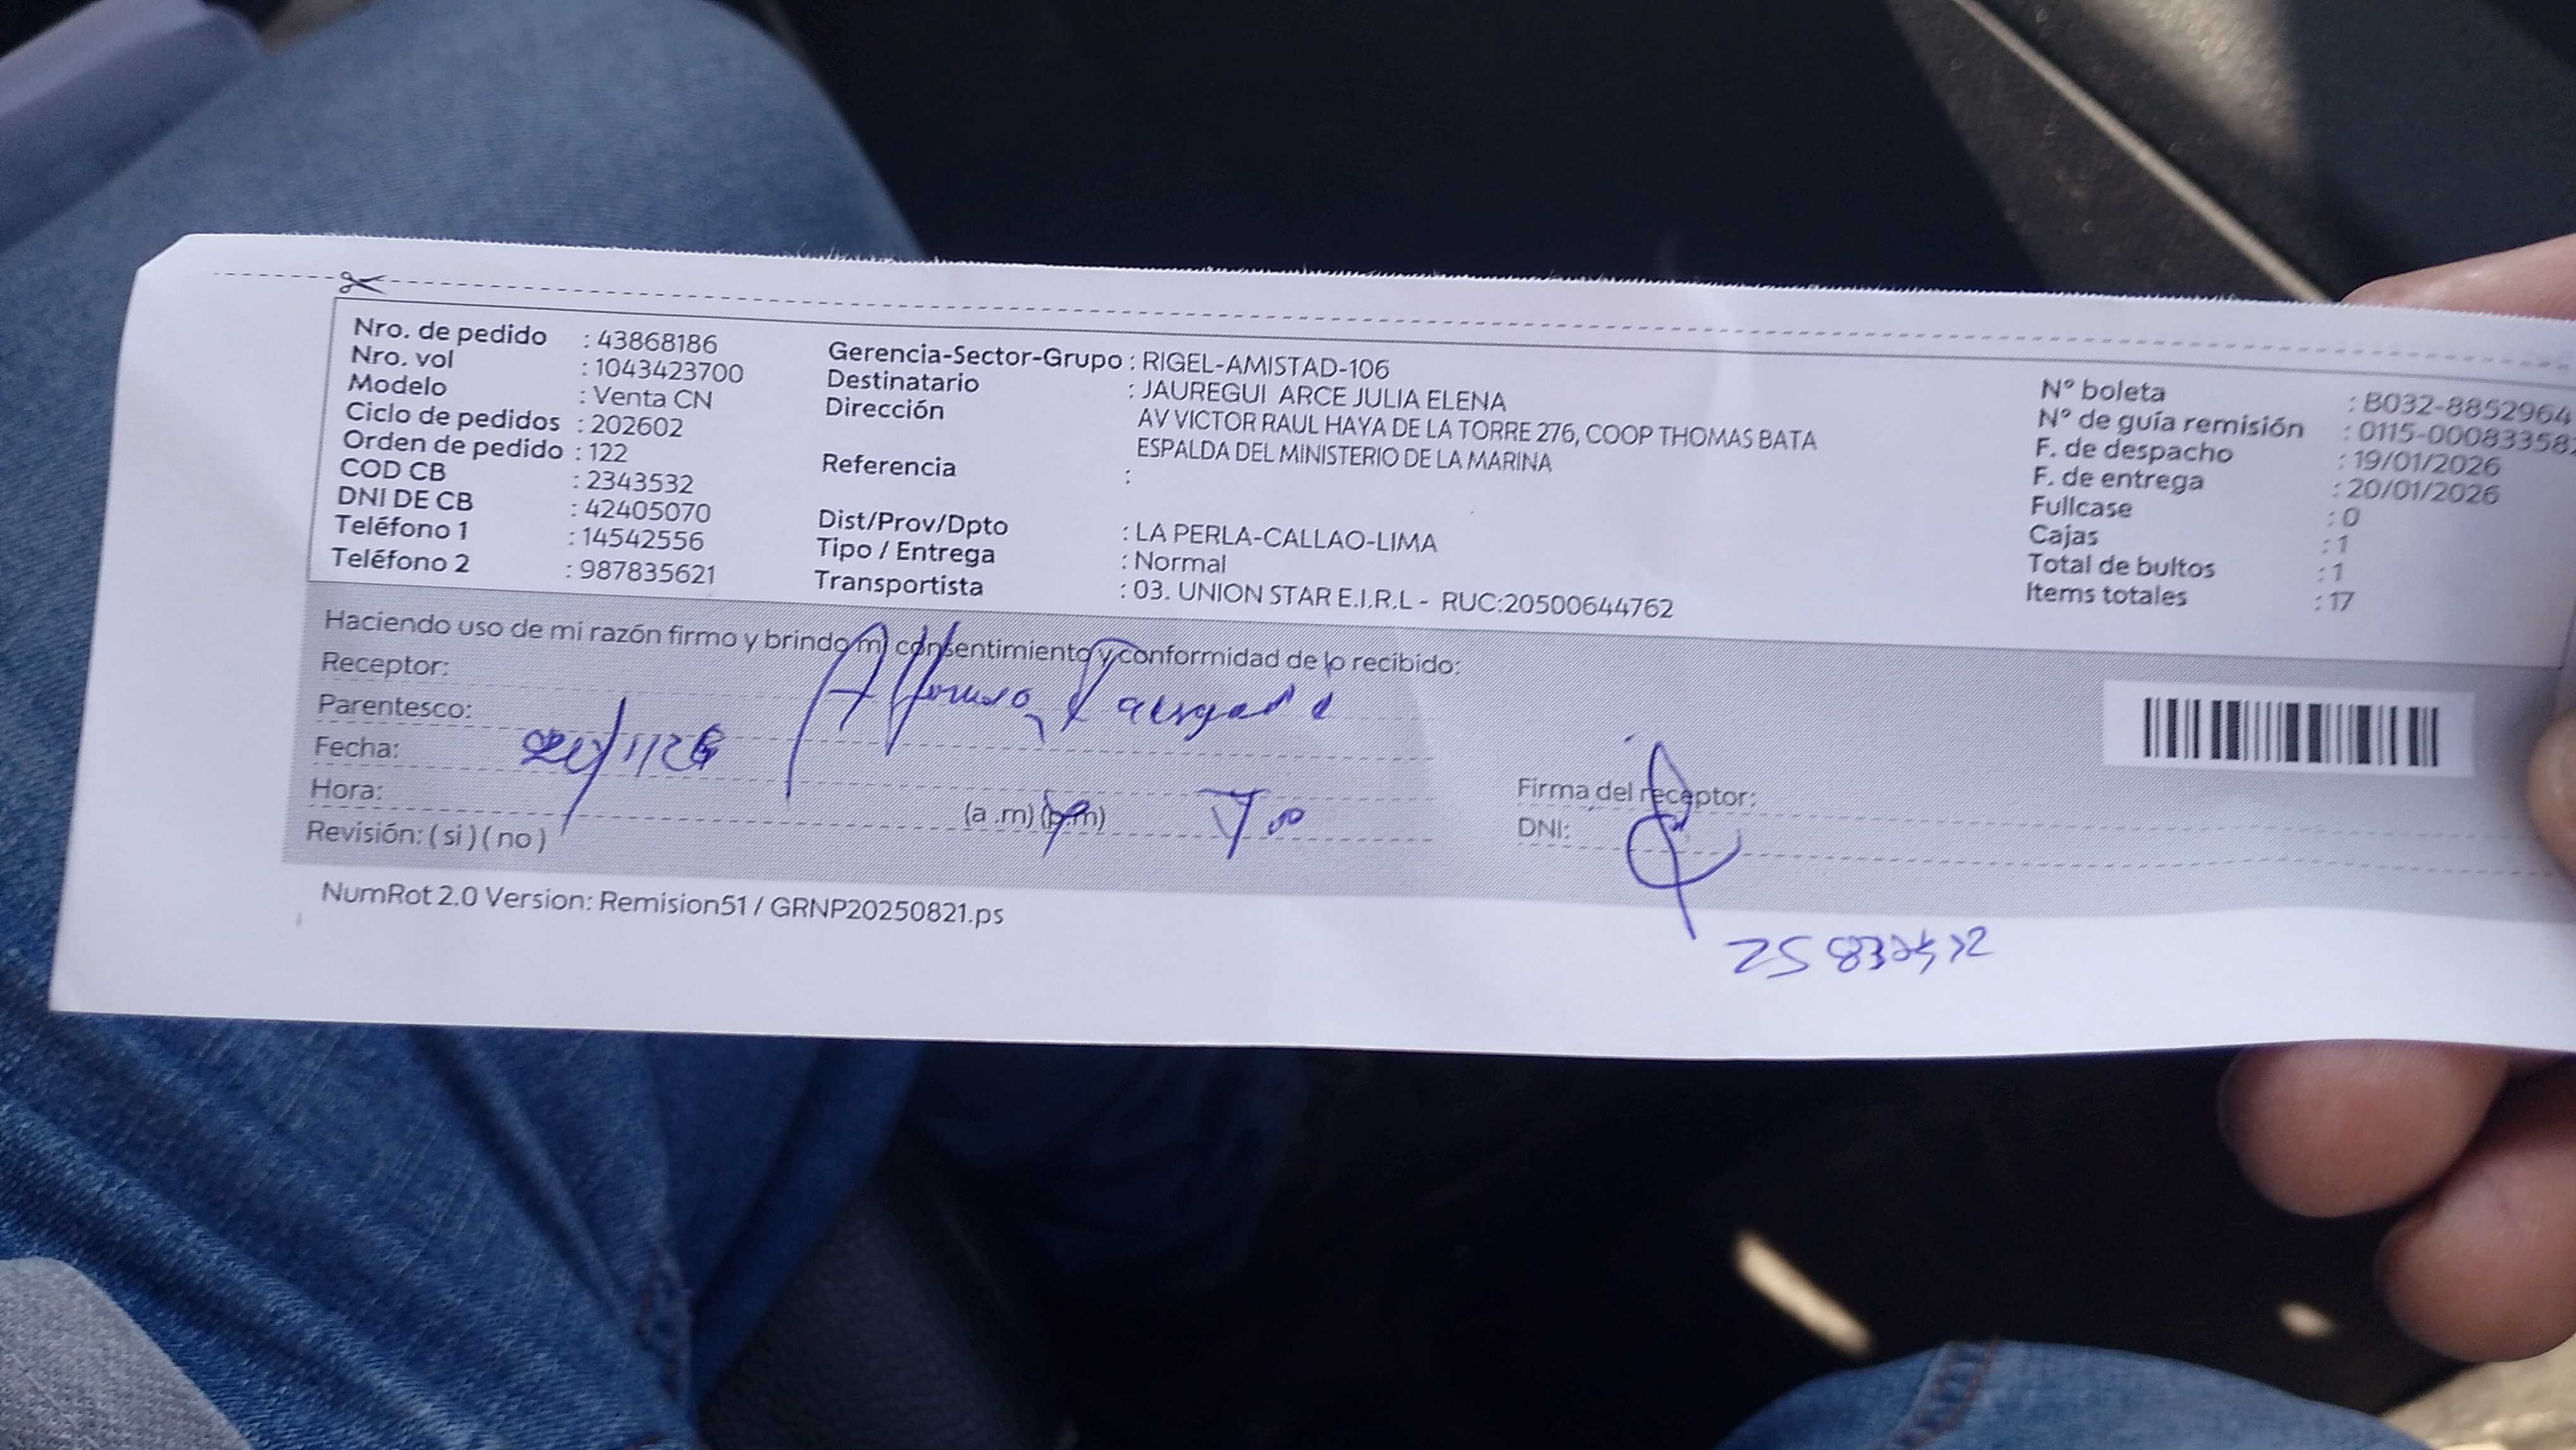 Nro. de pedido : 43868186
Nro. vol : 1043423700
Modelo : Venta CN
Ciclo de pedidos : 202602
Orden de pedido : 122
COD CB : 2343532
DNI DE CB : 42405070
Teléfono 1 : 14542556
Teléfono 2 : 987835621
Gerencia-Sector-Grupo : RIGEL-AMISTAD-106
Destinatario : JAUREGUI ARCE JULIA ELENA
Dirección AV VICTOR RAUL HAYA DE LA TORRE 276, COOP THOMAS BATA
ESPALDA DEL MINISTERIO DE LA MARINA
Referencia :
Dist/Prov/Dpto : LA PERLA-CALLAO-LIMA
Tipo / Entrega : Normal
Transportista : 03. UNION STAR E.I.R.L - RUC:20500644762
N° boleta : B032-8852964
N° de guía remisión : 0115-00083358
F. de despacho : 19/01/2026
F. de entrega : 20/01/2026
Fullcase : 0
Cajas : 1
Total de bultos : 1
Items totales : 17
Haciendo uso de mi razón firmo y brindo mi consentimiento y conformidad de lo recibido:
Receptor:
Parentesco:
Fecha:
Hora: (a .m) (p.m)
Revisión: ( si ) ( no )
Firma del receptor:
DNI:
NumRot 2.0 Version: Remision51 / GRNP20250821.ps